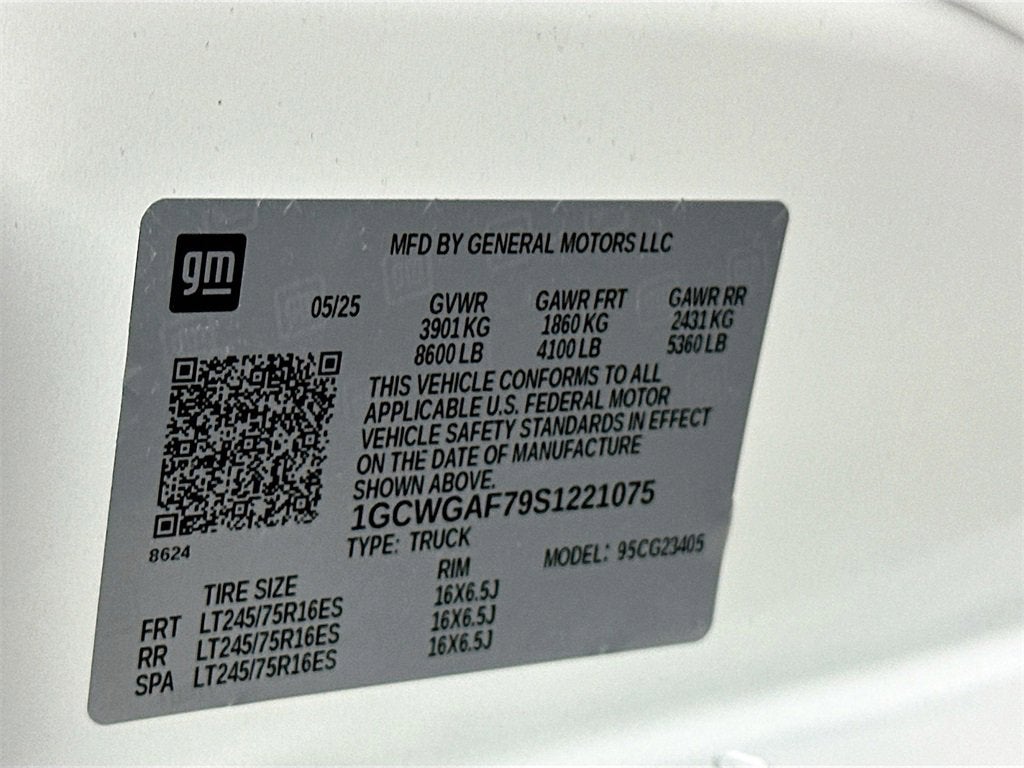 gm
MFD BY GENERAL MOTORS LLC
05/25 GVWR GAWR FRT GAWR RR
3901 KG 1860 KG 2431 KG
8600 LB 4100 LB 5360 LB
THIS VEHICLE CONFORMS TO ALL
APPLICABLE U.S. FEDERAL MOTOR
VEHICLE SAFETY STANDARDS IN EFFECT
ON THE DATE OF MANUFACTURE
SHOWN ABOVE.
1GCWGAF79S1221075
8624
TYPE: TRUCK MODEL: 95CG23405
TIRE SIZE RIM
FRT LT245/75R16ES 16X6.5J
RR LT245/75R16ES 16X6.5J
SPA LT245/75R16ES 16X6.5J